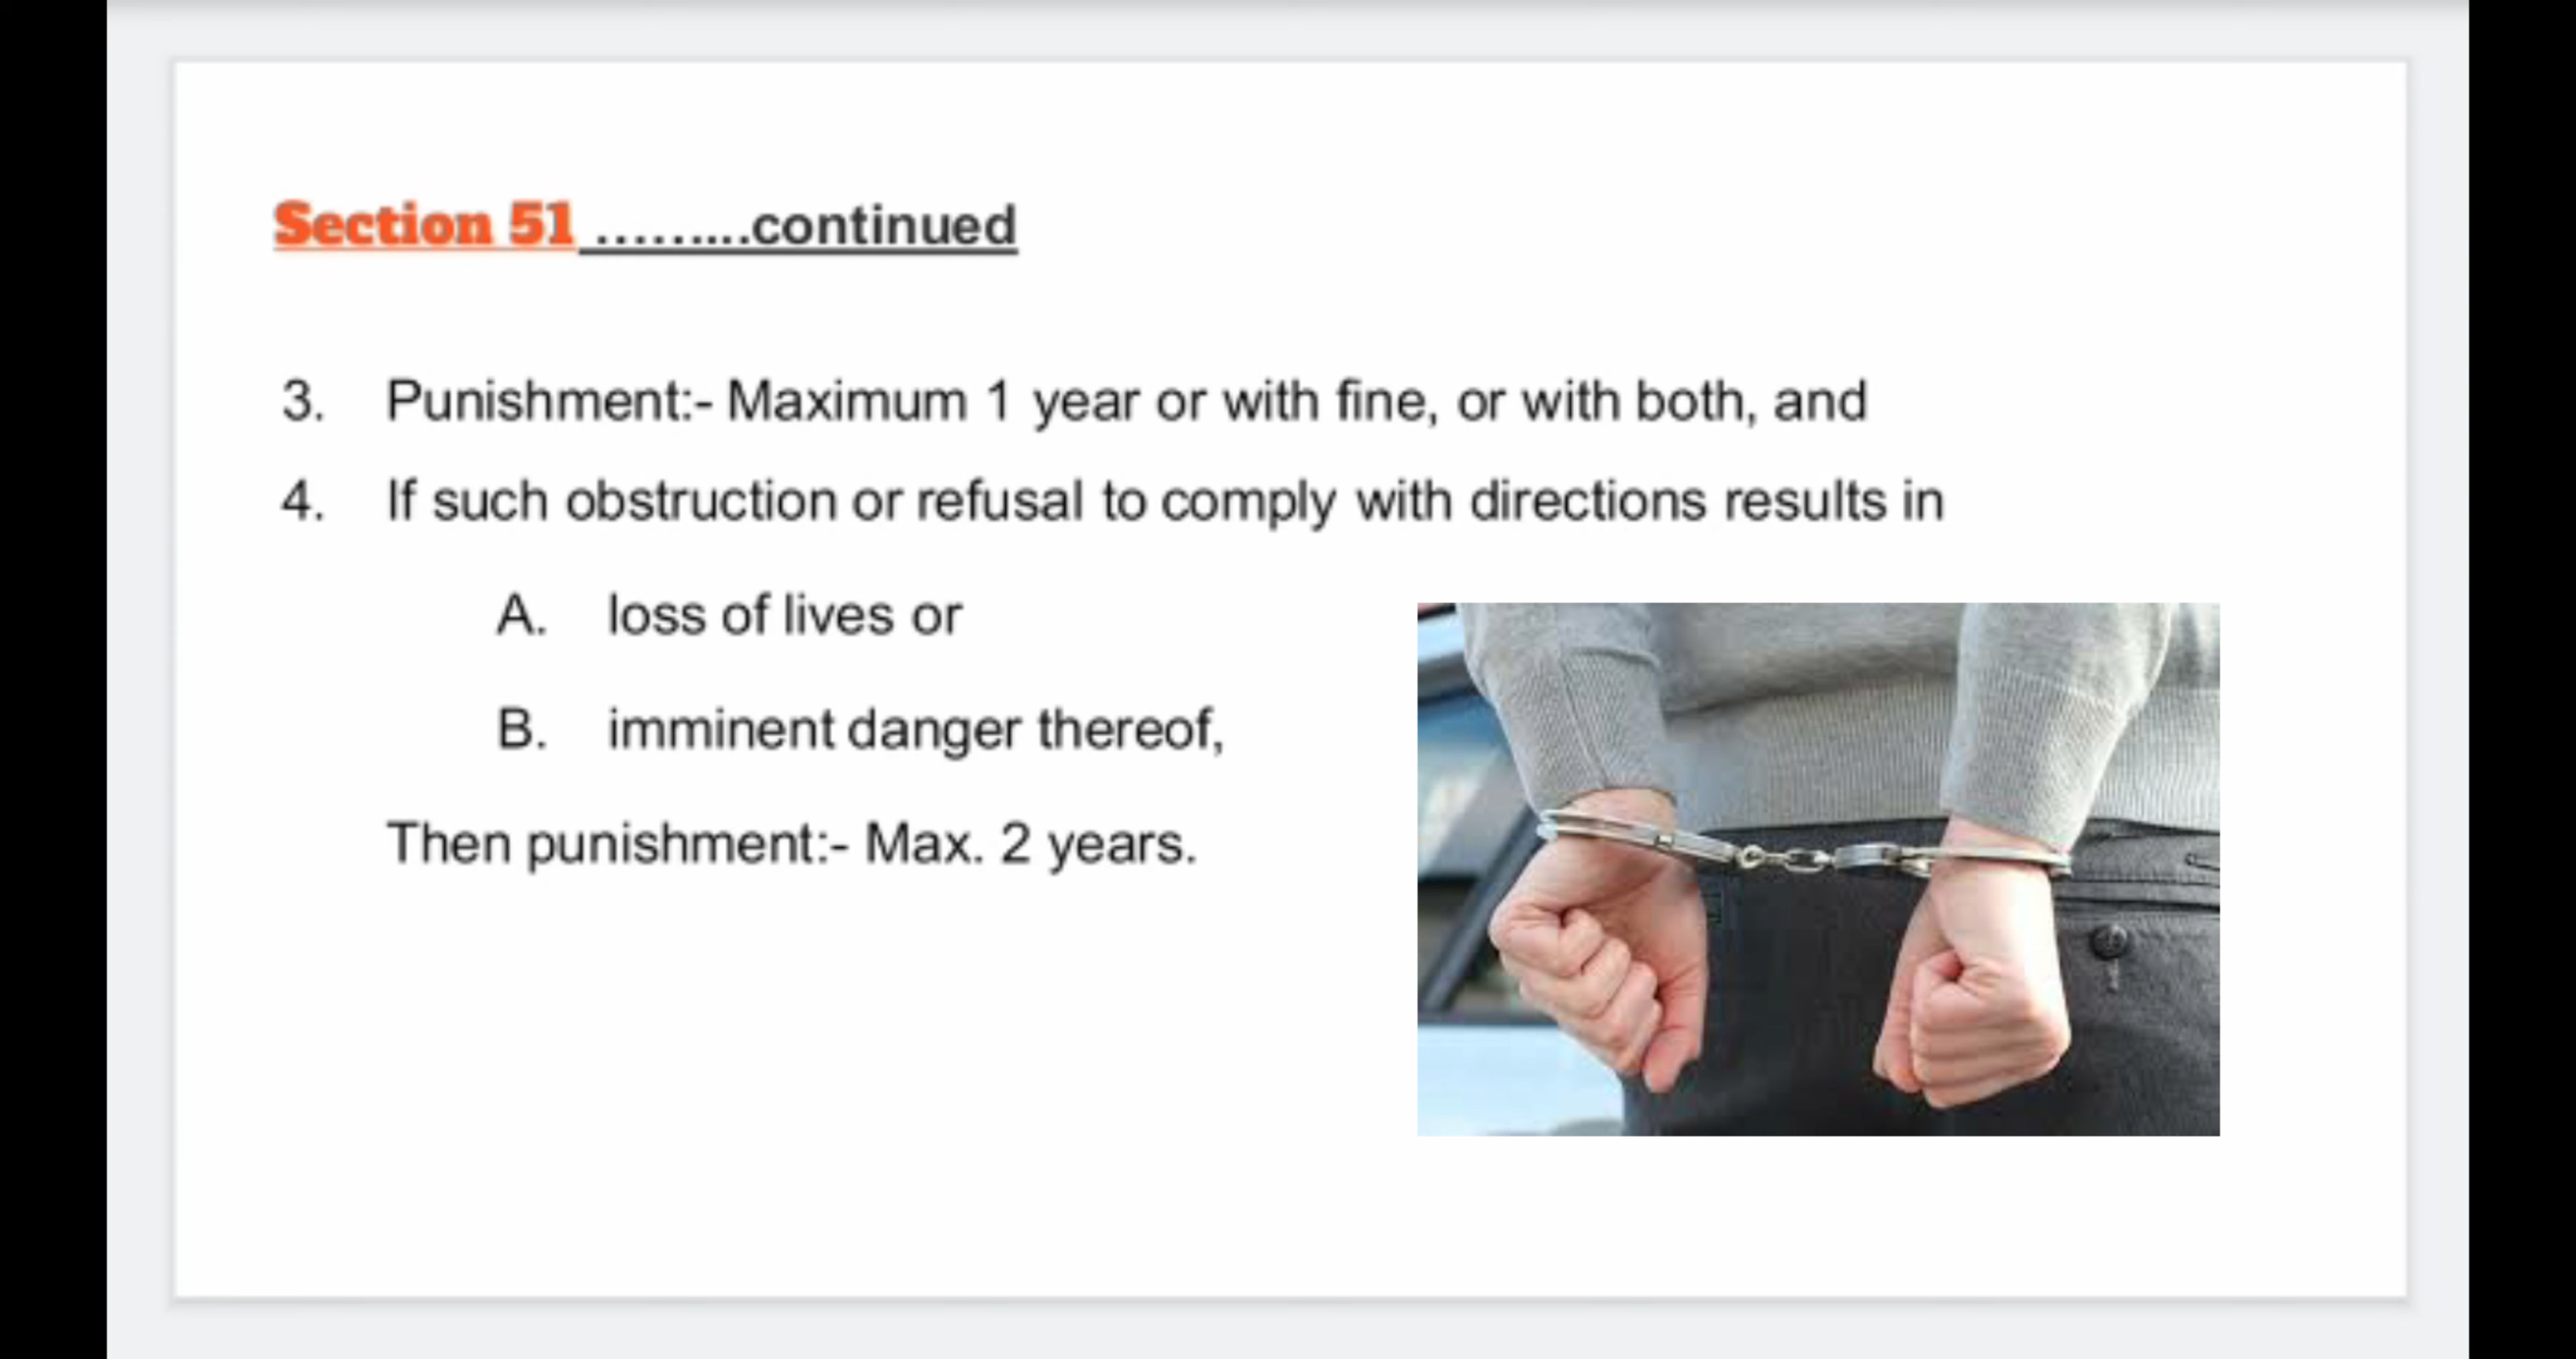 Section 51 .........continued
3. Punishment:- Maximum 1 year or with fine, or with both, and
4. If such obstruction or refusal to comply with directions results in
A. loss of lives or
B. imminent danger thereof,
Then punishment:- Max. 2 years.